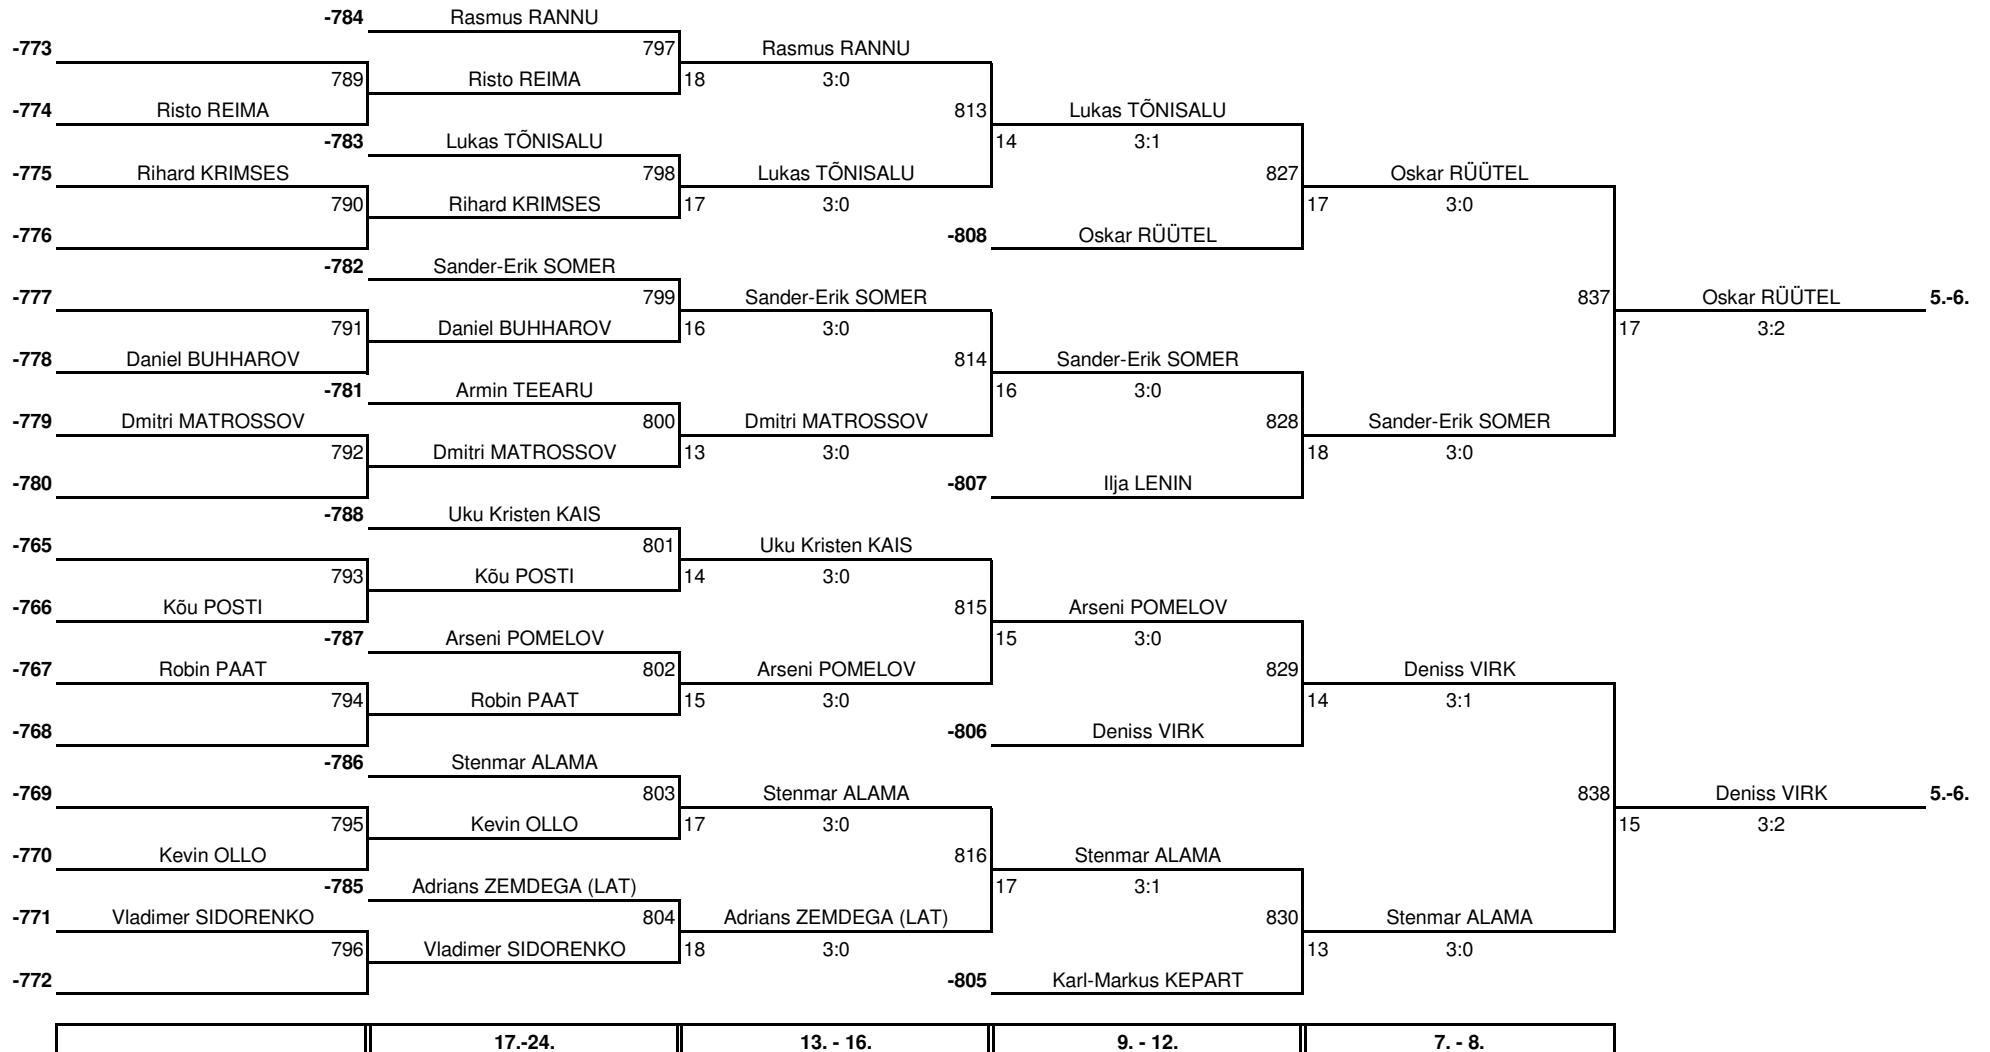 -784 Rasmus RANNU
-773 797 Rasmus RANNU
789 Risto REIMA 18 3:0
-774 Risto REIMA 813 Lukas TÕNISALU
-783 Lukas TÕNISALU 14 3:1
-775 Rihard KRIMSES 798 Lukas TÕNISALU 827 Oskar RÜÜTEL
790 Rihard KRIMSES 17 3:0 17 3:0
-776 -808 Oskar RÜÜTEL
-782 Sander-Erik SOMER
-777 799 Sander-Erik SOMER 837 Oskar RÜÜTEL 5.-6.
791 Daniel BUHHAROV 16 3:0 17 3:2
-778 Daniel BUHHAROV 814 Sander-Erik SOMER
-781 Armin TEEARU 16 3:0
-779 Dmitri MATROSSOV 800 Dmitri MATROSSOV 828 Sander-Erik SOMER
792 Dmitri MATROSSOV 13 3:0 18 3:0
-780 -807 Ilja LENIN
-788 Uku Kristen KAIS
-765 801 Uku Kristen KAIS
793 Kõu POSTI 14 3:0
-766 Kõu POSTI 815 Arseni POMELOV
-787 Arseni POMELOV 15 3:0
-767 Robin PAAT 802 Arseni POMELOV 829 Deniss VIRK
794 Robin PAAT 15 3:0 14 3:1
-768 -806 Deniss VIRK
-786 Stenmar ALAMA
-769 803 Stenmar ALAMA 838 Deniss VIRK 5.-6.
795 Kevin OLLO 17 3:0 15 3:2
-770 Kevin OLLO 816 Stenmar ALAMA
-785 Adrians ZEMDEGA (LAT) 17 3:1
-771 Vladimer SIDORENKO 804 Adrians ZEMDEGA (LAT) 830 Stenmar ALAMA
796 Vladimer SIDORENKO 18 3:0 13 3:0
-772 -805 Karl-Markus KEPART
17.-24. 13. - 16. 9. - 12. 7. - 8.